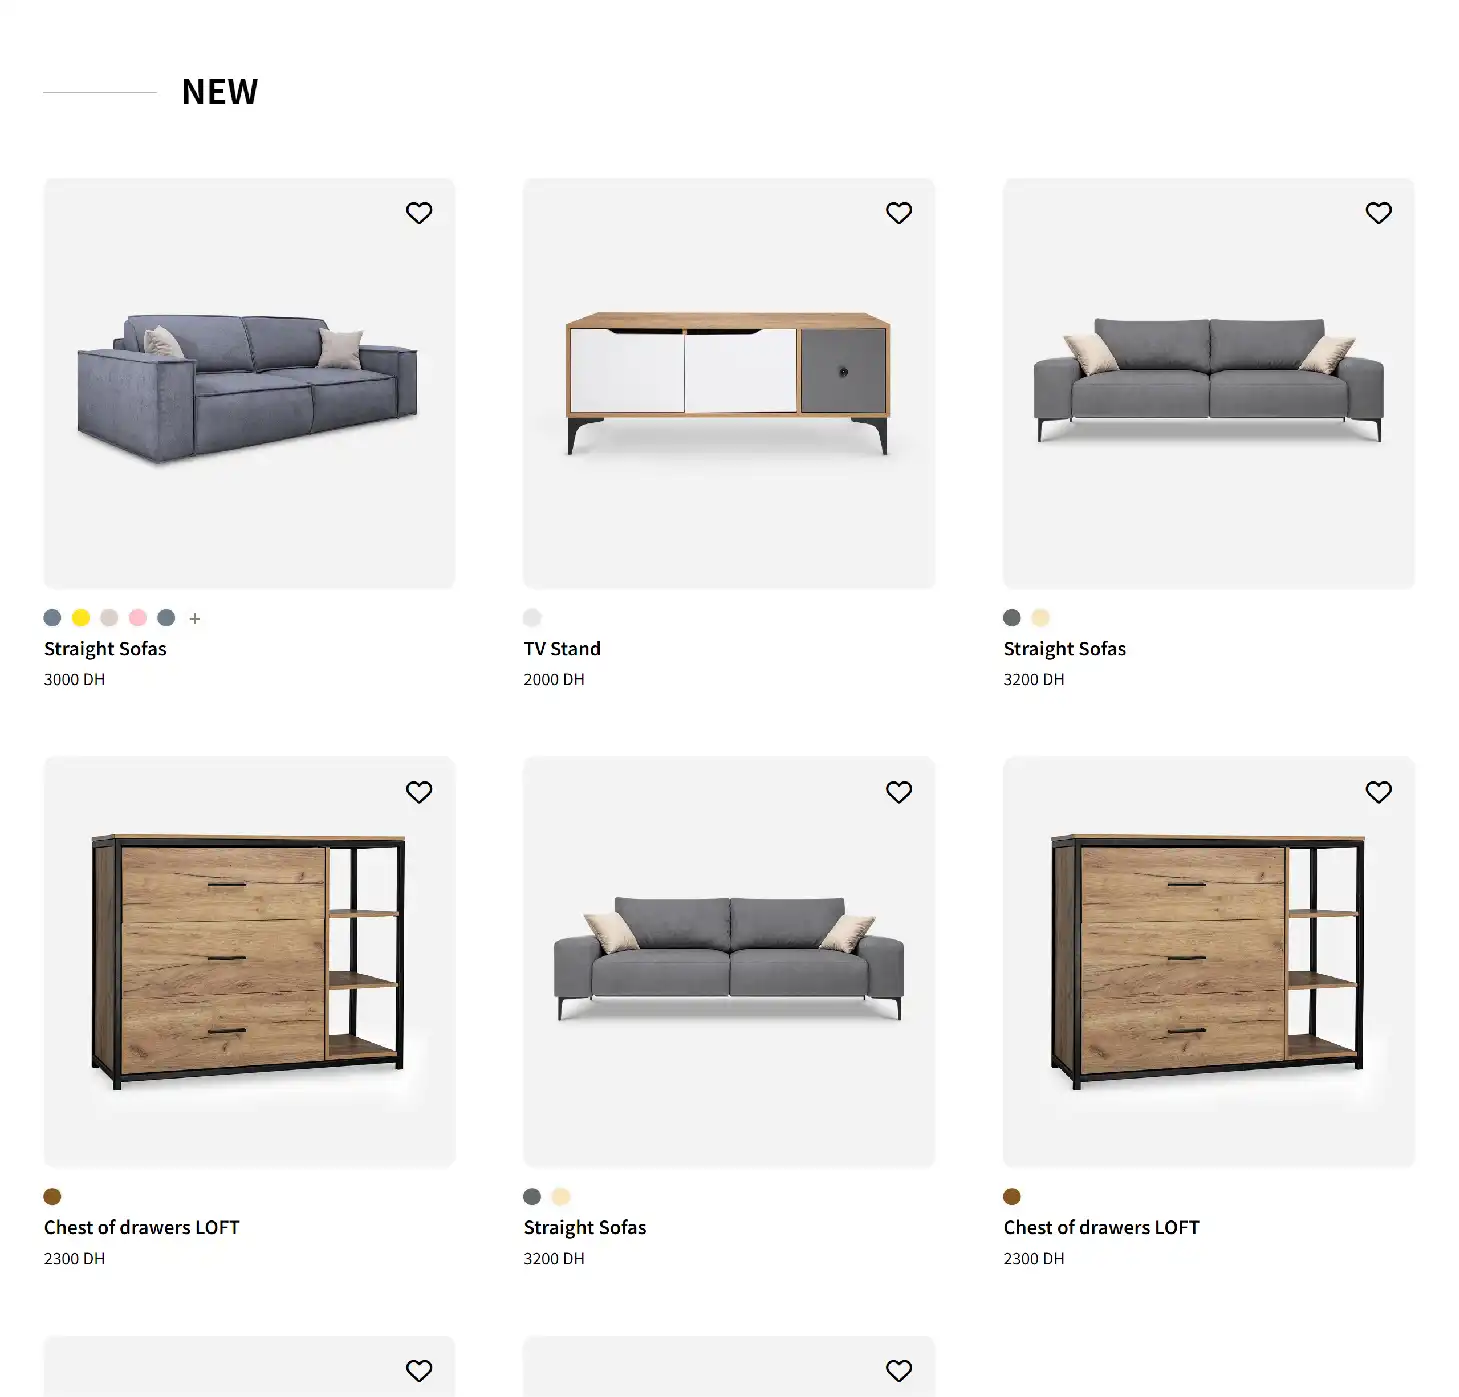 NEW
+
Straight Sofas
3000 DH
TV Stand
2000 DH
Straight Sofas
3200 DH
Chest of drawers LOFT
2300 DH
Straight Sofas
3200 DH
Chest of drawers LOFT
2300 DH